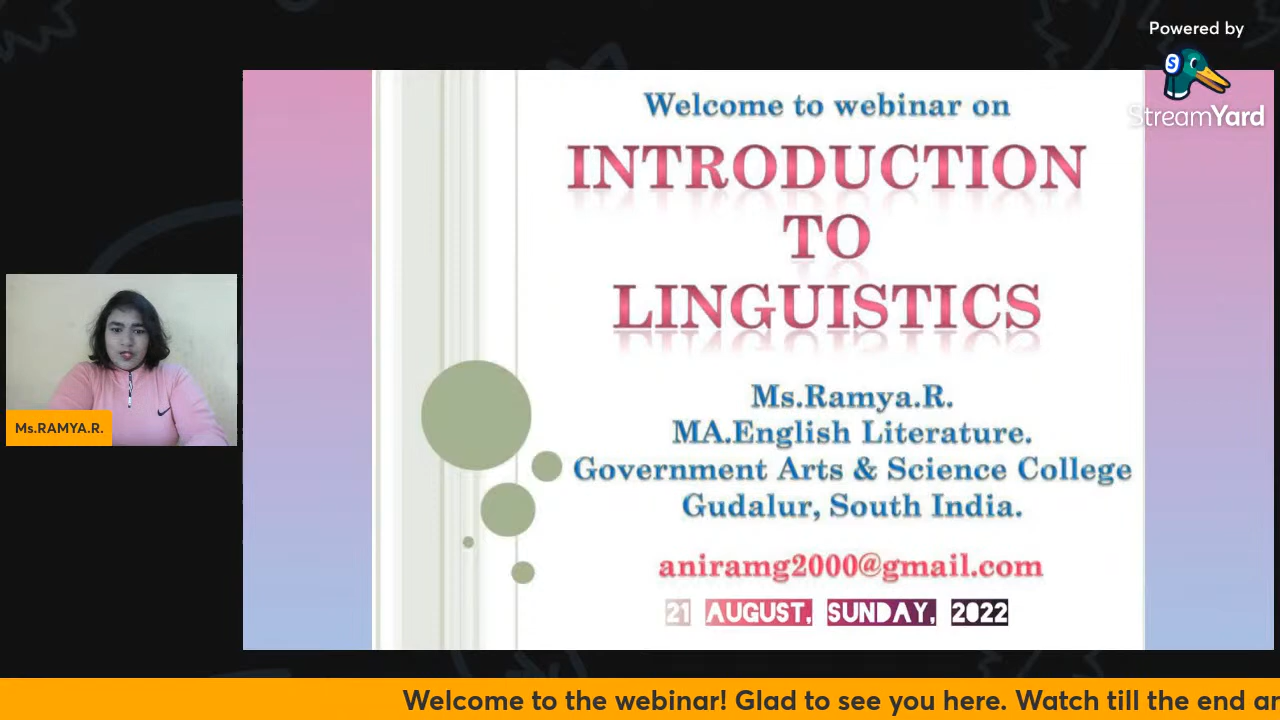 Powered by
StreamYard
Welcome to webinar on
INTRODUCTION
TO
LINGUISTICS
Ms.Ramya.R.
MA.English Literature.
Government Arts & Science College
Gudalur, South India.
aniramg2000@gmail.com
21 AUGUST, SUNDAY, 2022
Ms.RAMYA.R.
Welcome to the webinar! Glad to see you here. Watch till the end